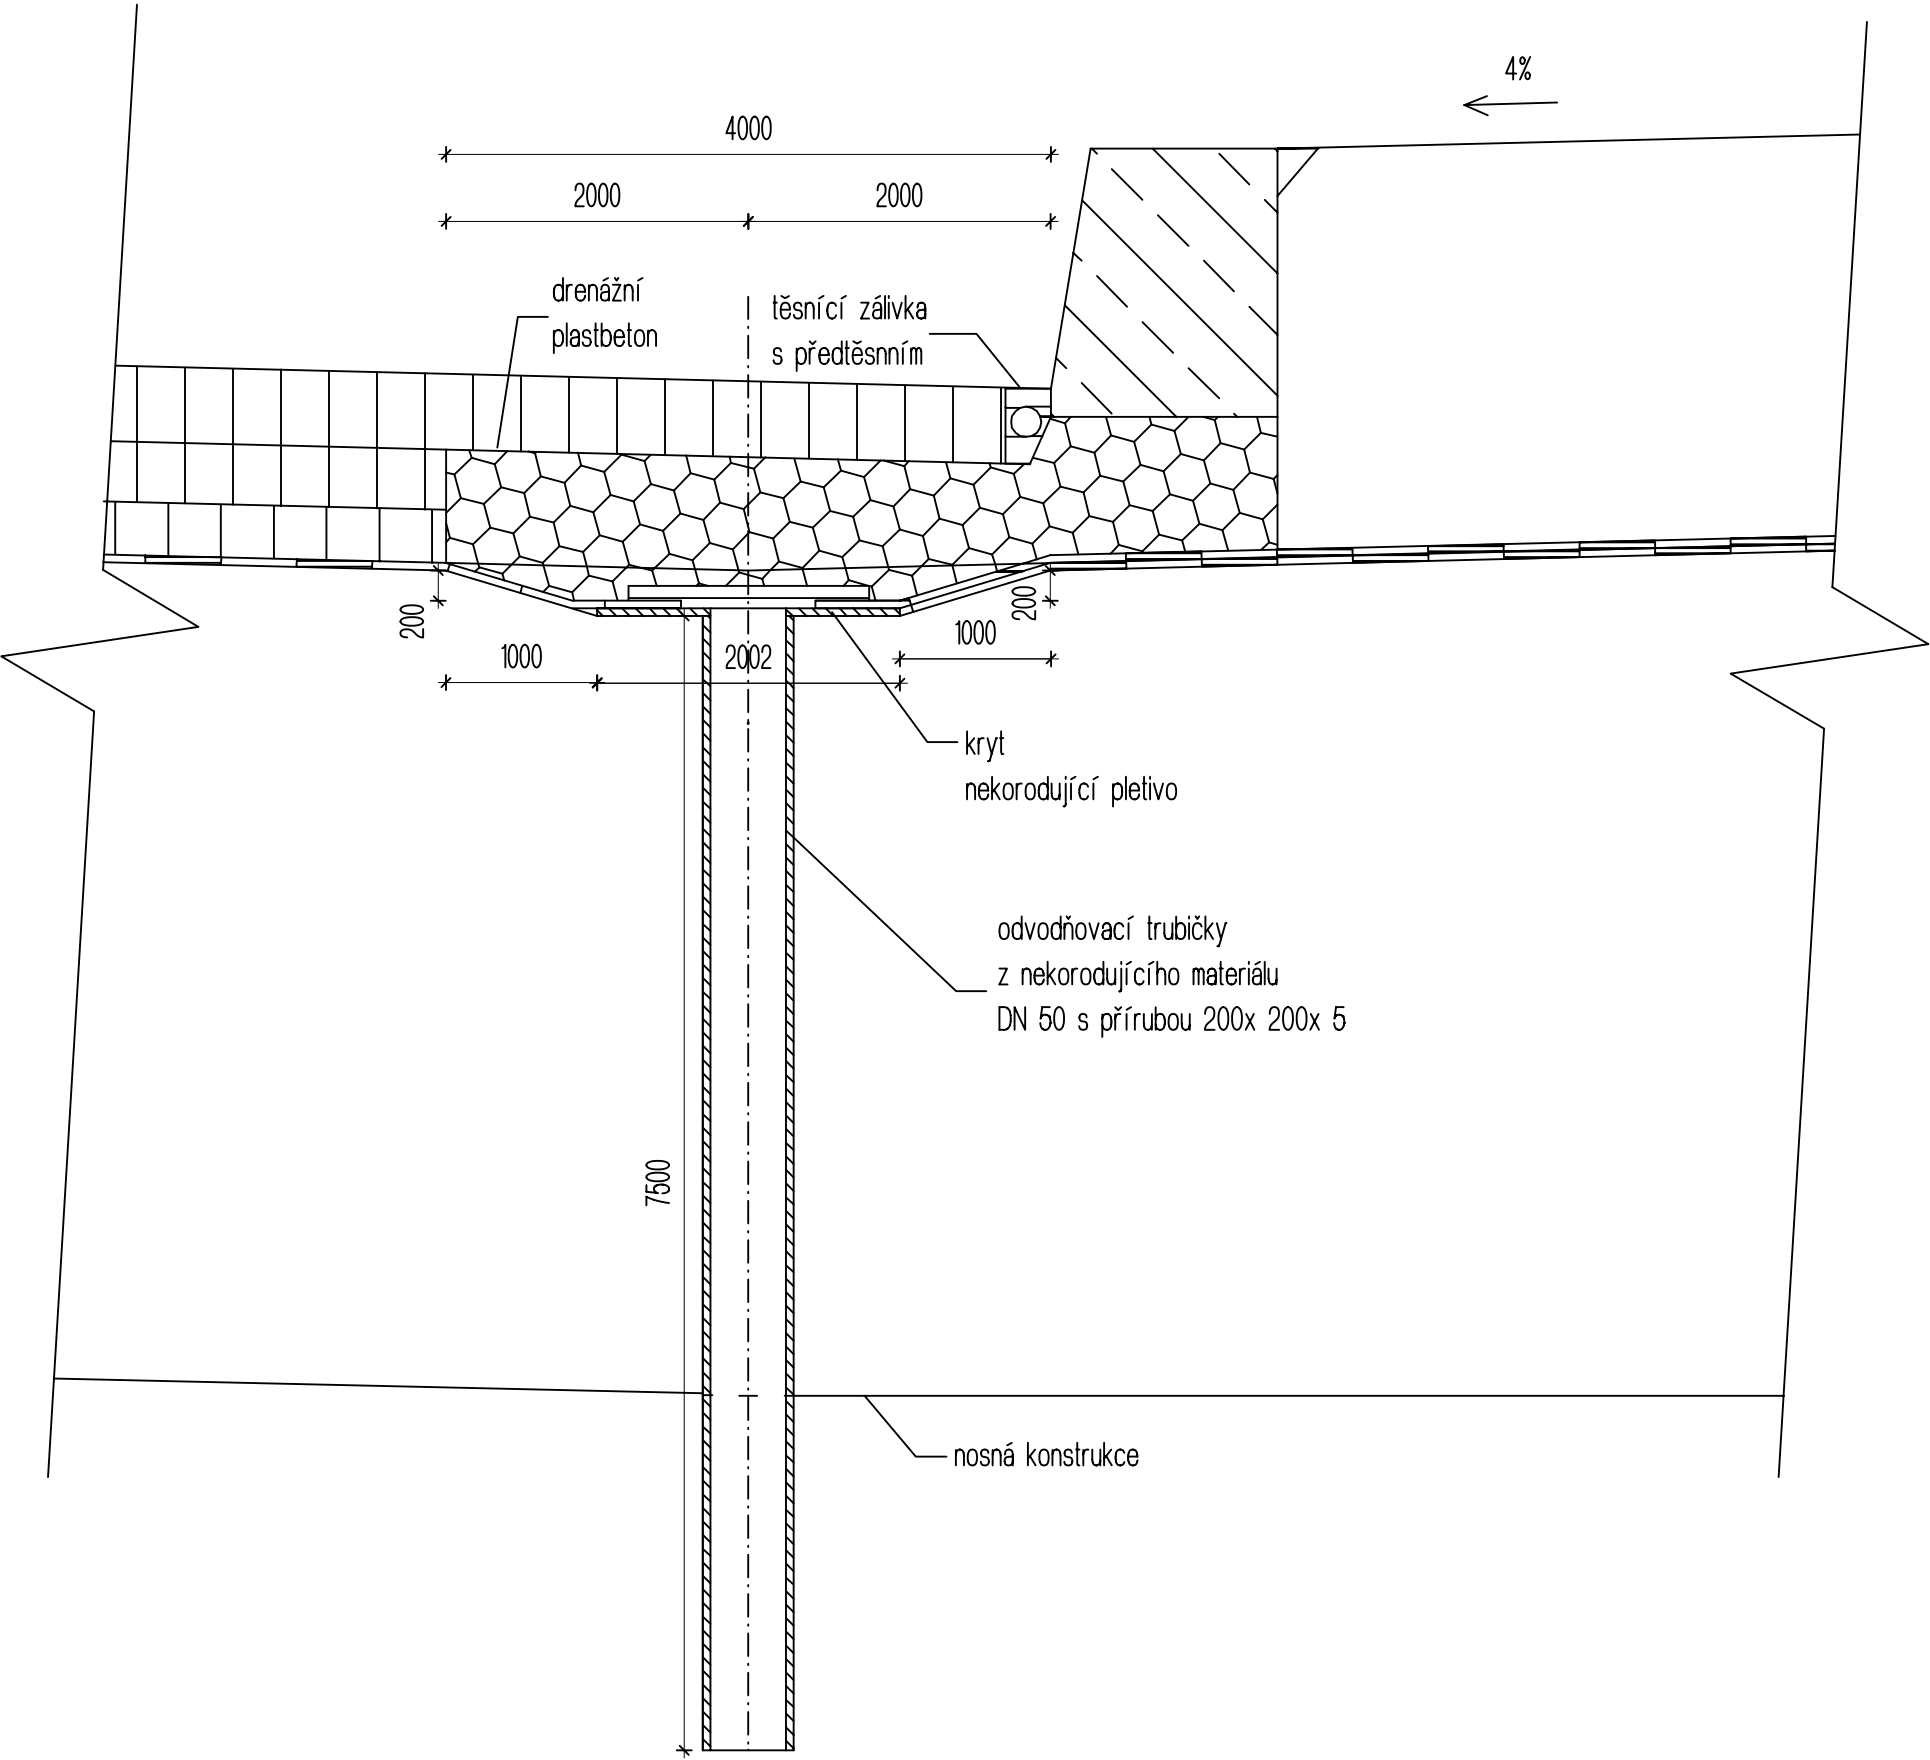 4%
4000
2000
2000
drenážní
plastbeton
těsnící zálivka
s předtěsnním
200
200
1000
2002
1000
kryt
nekorodující pletivo
odvodňovací trubičky
z nekorodujícího materiálu
DN 50 s přírubou 200x 200x 5
7500
nosná konstrukce